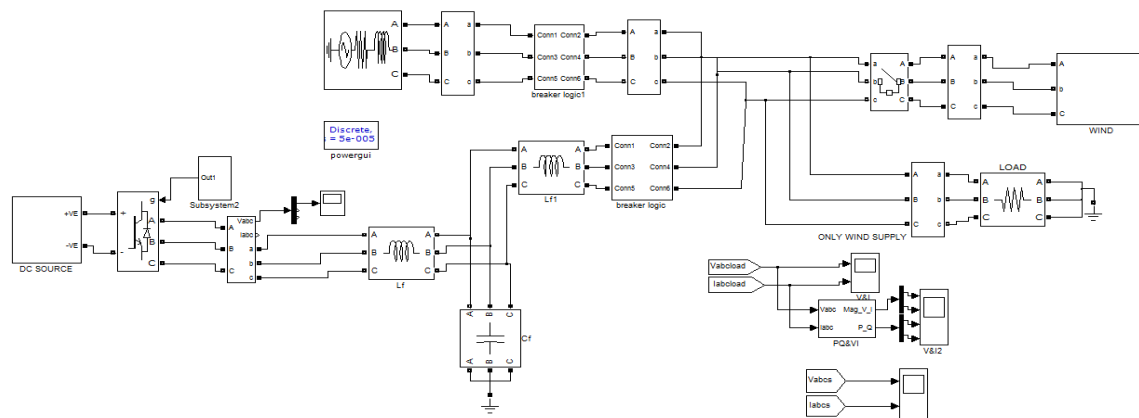 A A a Conn1 Conn2 A a
B B b Conn3 Conn4 B b
C C c Conn5 Conn6 C c
breaker logic1
a A A a A
b B B b b
c C C c C
WIND
Discrete,
= 5e-005
powergui
A A Conn1 Conn2
B B Conn3 Conn4
C C Conn5 Conn6
Lf1
breaker logic
LOAD
A a A A
B b B B
C c C C
ONLY WIND SUPPLY
Out1
Subsystem2
+VE
-VE
DC SOURCE
g
+
-
A
B
C
Vabc
Iabc
A a
B b
C c
A A
B B
C C
Lf
A B C
Cf
A B C
Vabcload
Iabcload
V&I
Vabc Mag_V_I
Iabc P_Q
PQ&VI
V&I2
Vabcs
Iabcs